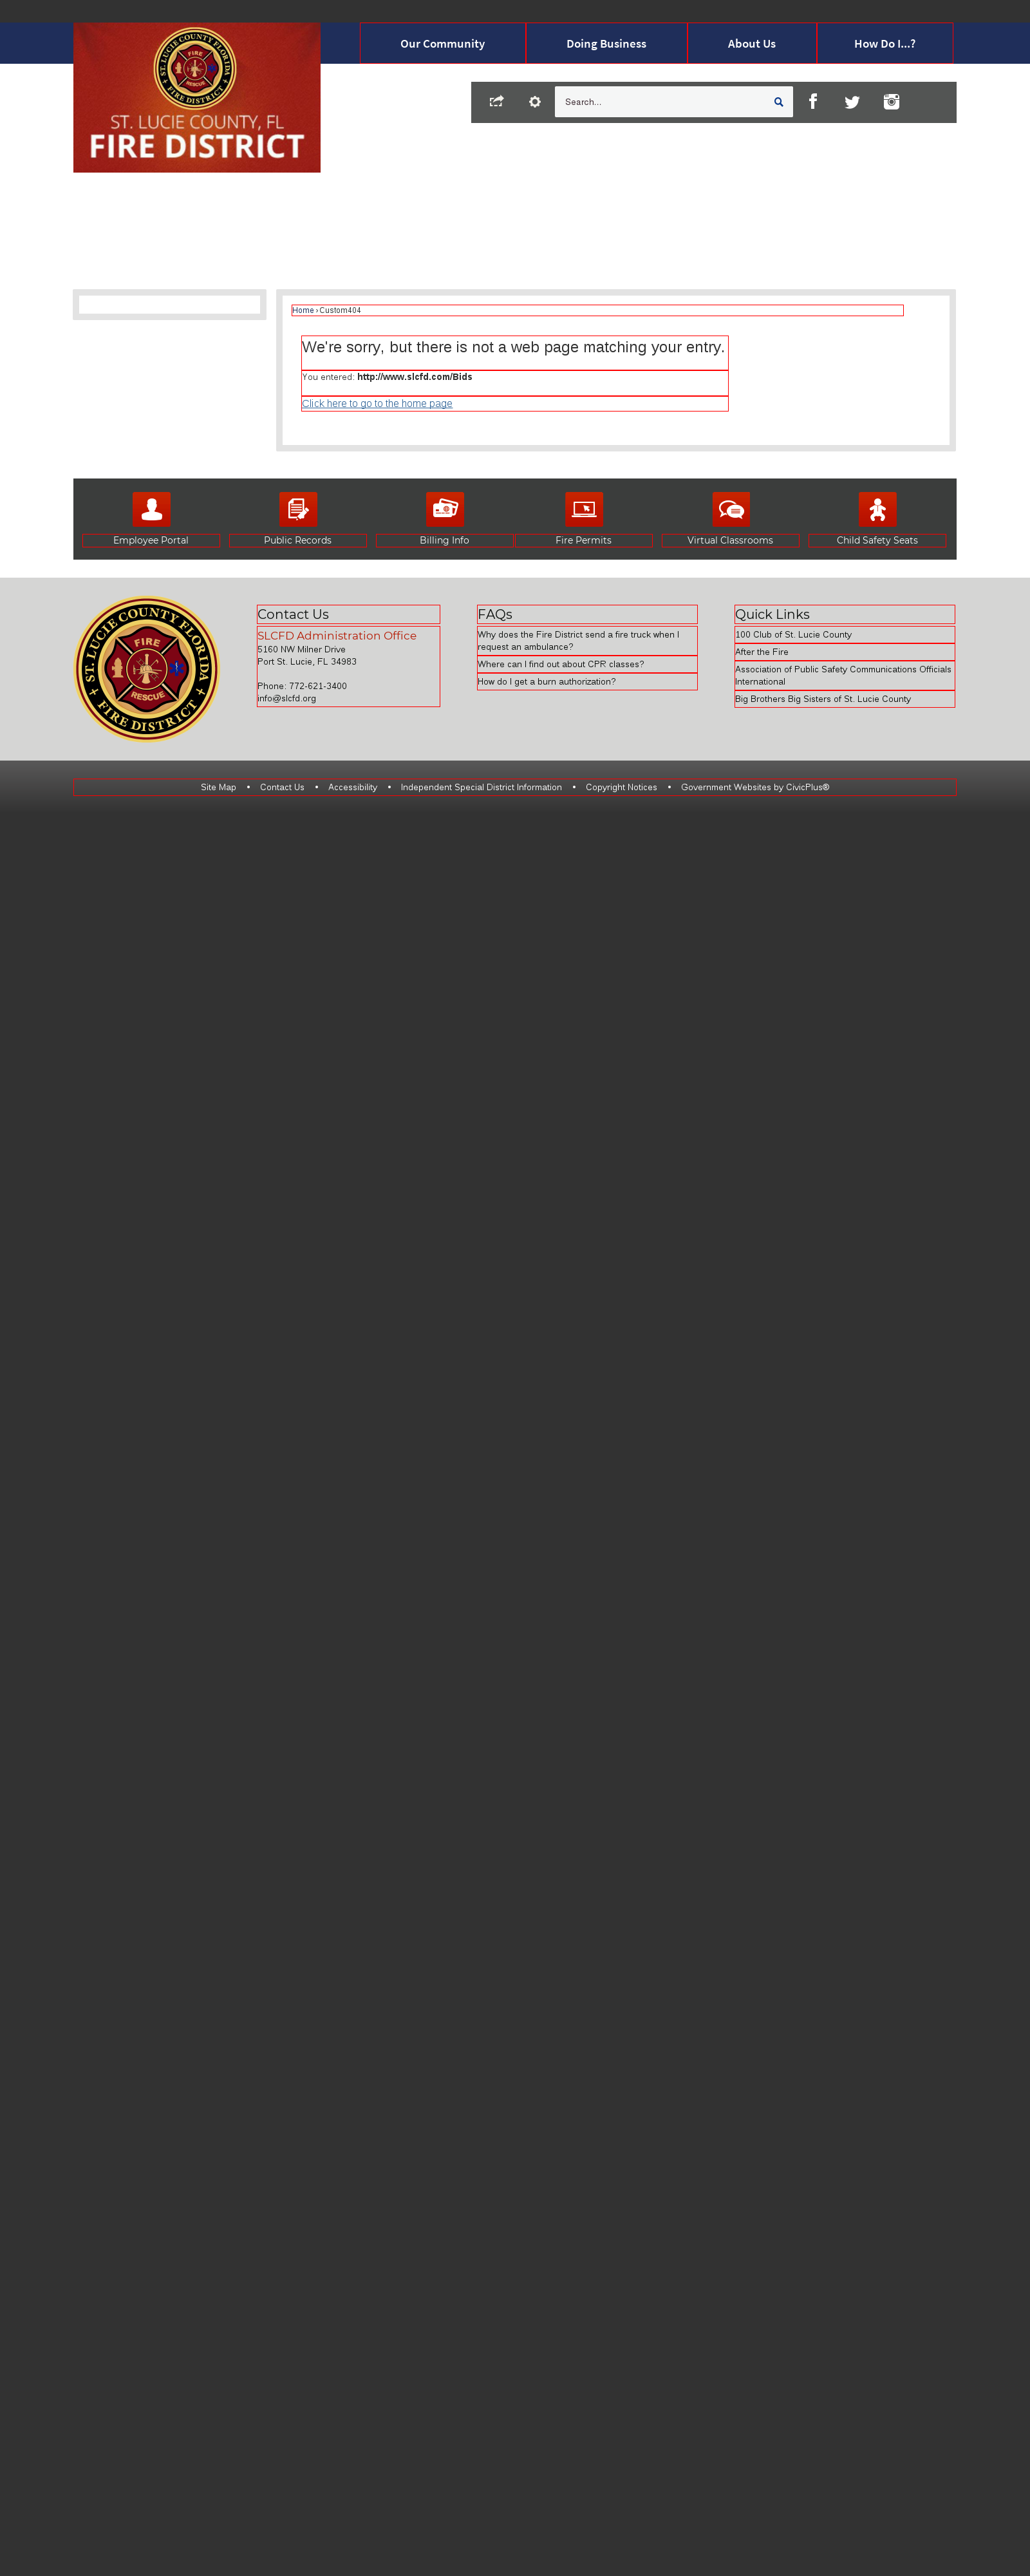 Our Community
Doing Business
About Us
How Do I...?
ST. LUCIE COUNTY FLORIDA
FIRE
RESCUE
FIRE DISTRICT
ST. LUCIE COUNTY, FL
FIRE DISTRICT
Search...
Home › Custom404
We're sorry, but there is not a web page matching your entry.
You entered: http://www.slcfd.com/Bids
Click here to go to the home page
Employee Portal
Public Records
Billing Info
Fire Permits
Virtual Classrooms
Child Safety Seats
ST. LUCIE COUNTY FLORIDA
FIRE
RESCUE
FIRE DISTRICT
Contact Us
SLCFD Administration Office
5160 NW Milner Drive
Port St. Lucie, FL 34983
Phone: 772-621-3400
info@slcfd.org
FAQs
Why does the Fire District send a fire truck when I
request an ambulance?
Where can I find out about CPR classes?
How do I get a burn authorization?
Quick Links
100 Club of St. Lucie County
After the Fire
Association of Public Safety Communications Officials
International
Big Brothers Big Sisters of St. Lucie County
Site Map • Contact Us • Accessibility • Independent Special District Information • Copyright Notices • Government Websites by CivicPlus®